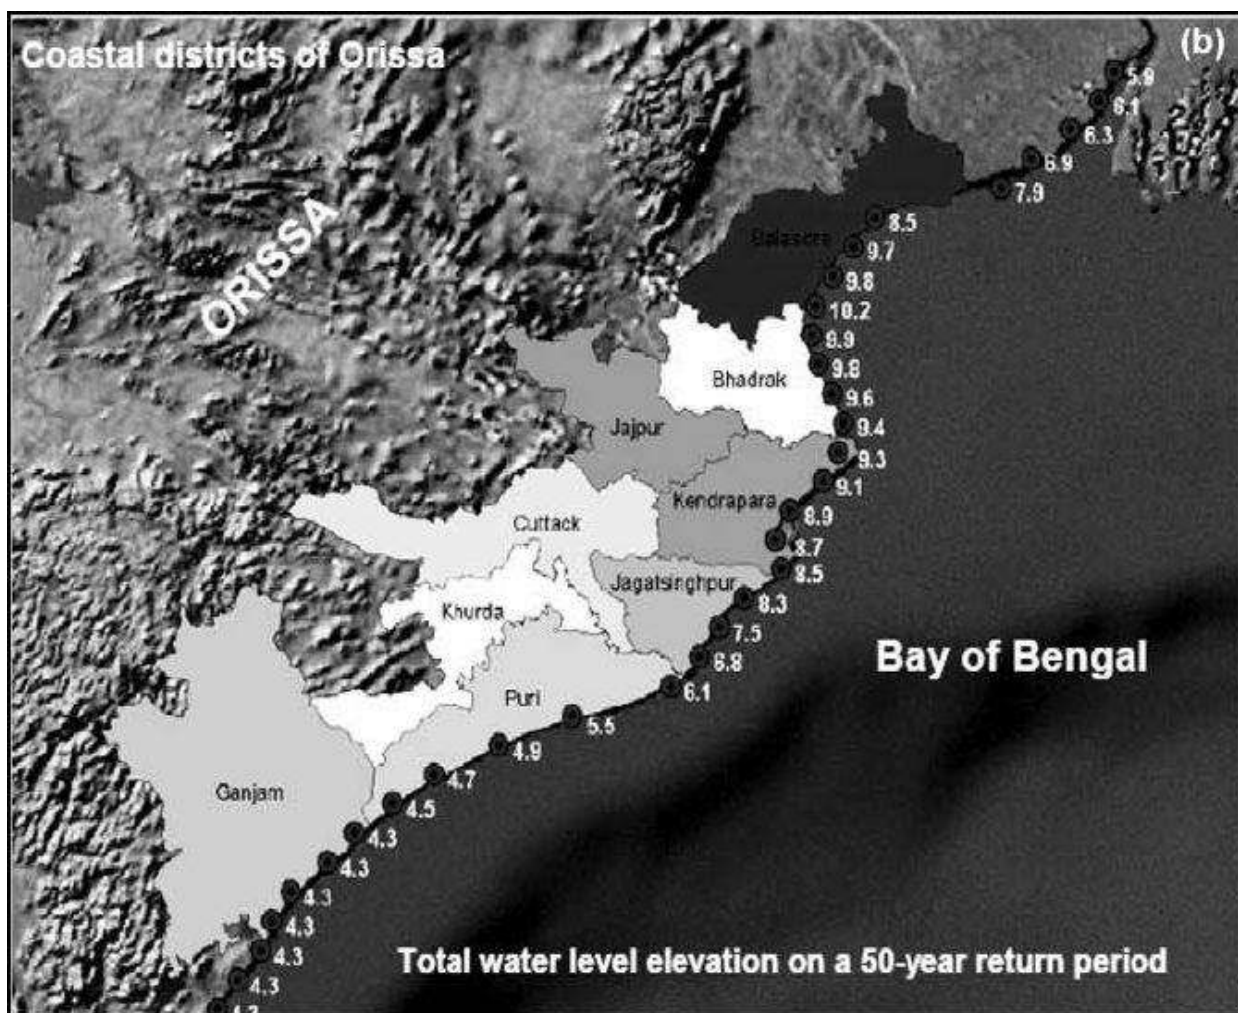 Coastal districts of Orissa
(b)
5.9
6.1
6.3
6.9
7.9
ORISSA
8.5
Balasore
9.7
9.8
10.2
9.9
9.8
Bhadrak
9.6
9.4
Jajpur
9.3
9.1
Kendrapara
8.9
Cuttack
8.7
8.5
Jagatsinghpur
8.3
Khurda
7.5
6.8
Bay of Bengal
6.1
Puri
5.5
4.9
4.7
Ganjam
4.5
4.3
4.3
4.3
4.3
4.3
Total water level elevation on a 50-year return period
4.3